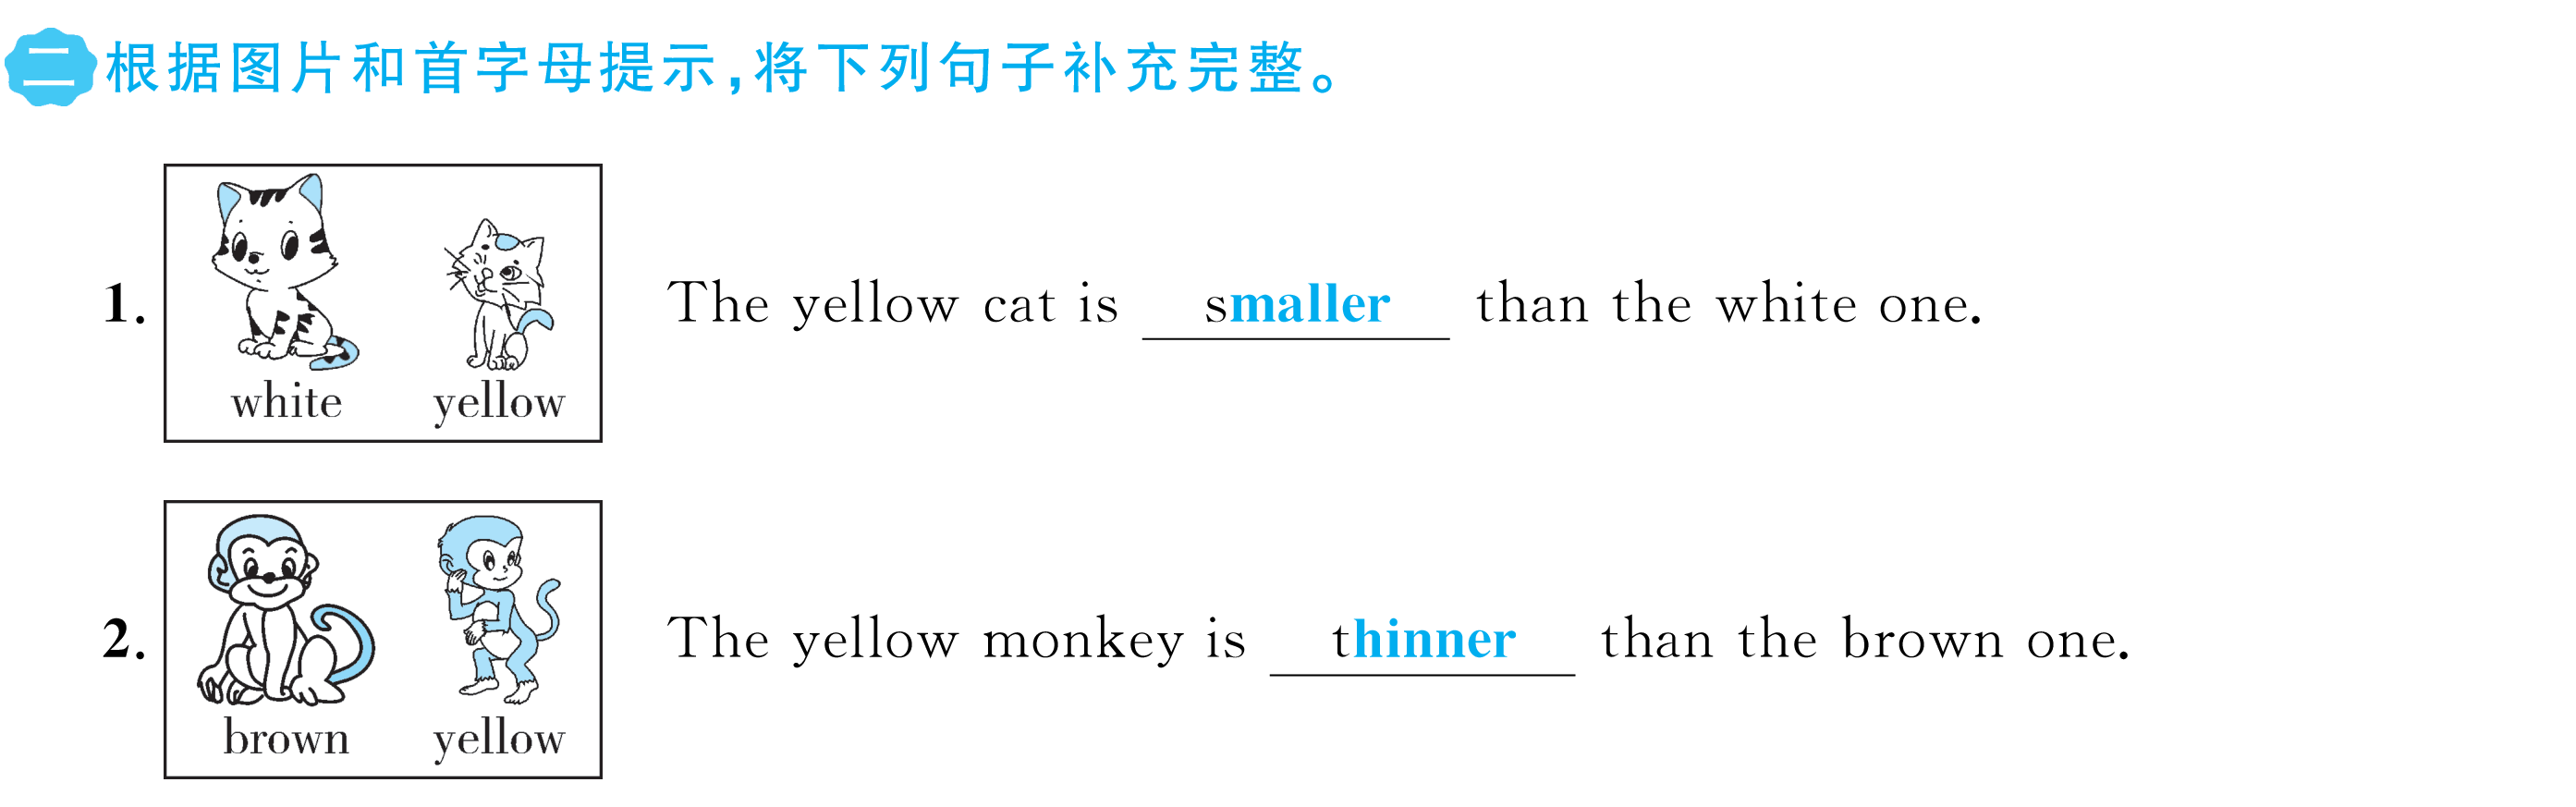 二 根据图片和首字母提示,将下列句子补充完整。
1. The yellow cat is smaller than the white one.
white yellow
2. The yellow monkey is thinner than the brown one.
brown yellow